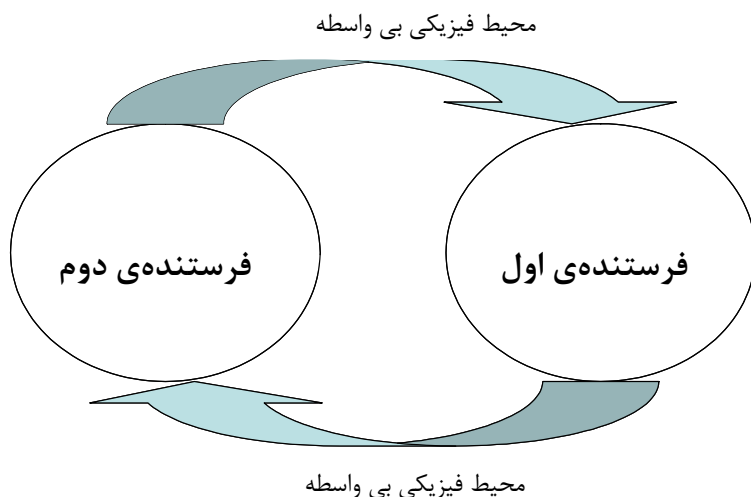 محیط فیزیکی بی واسطه
فرستنده‌ی اول
فرستنده‌ی دوم
محیط فیزیکی بی واسطه